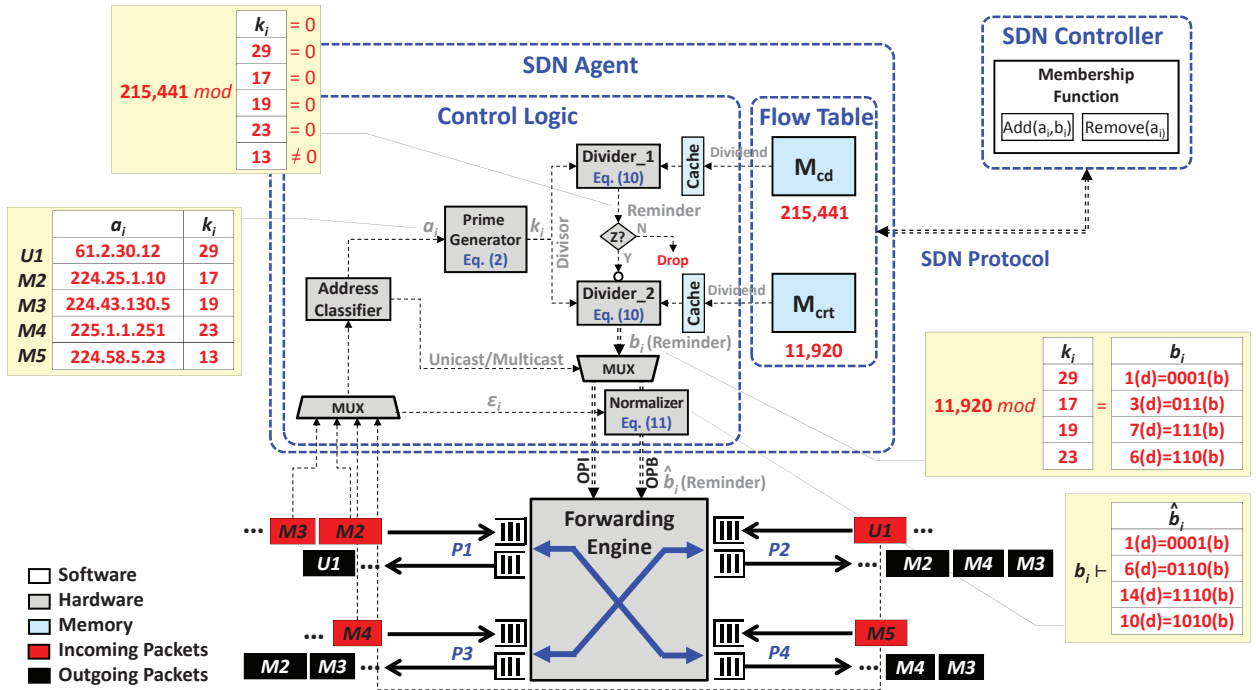 k_i = 0
29 = 0
17 = 0
215,441 mod
19 = 0
23 = 0
13 ≠ 0
SDN Controller
Membership
Function
Add(a_i,b_i)
Remove(a_i)
SDN Agent
Control Logic
Flow Table
Divider_1
Eq. (10)
Cache
Dividend
M_cd
215,441
Reminder
a_i
Prime
Generator
Eq. (2)
k_i
Divisor
Z?
N
Y
Drop
SDN Protocol
a_i k_i
U1 61.2.30.12 29
M2 224.25.1.10 17
M3 224.43.130.5 19
M4 225.1.1.251 23
M5 224.58.5.23 13
Address
Classifier
Divider_2
Eq. (10)
Cache
Dividend
M_crt
11,920
b_i (Reminder)
Unicast/Multicast
MUX
MUX
ε_i
Normalizer
Eq. (11)
k_i b_i
29 1(d)=0001(b)
11,920 mod 17 = 3(d)=011(b)
19 7(d)=111(b)
23 6(d)=110(b)
OPI
OPB
b̂_i (Reminder)
Forwarding
Engine
... M3 M2
P1
U1 ...
U1 ...
P2
... M2 M4 M3
b̂_i
1(d)=0001(b)
b_i ⊢ 6(d)=0110(b)
14(d)=1110(b)
10(d)=1010(b)
... M4
P3
M2 M3 ...
M5
P4
... M4 M3
Software
Hardware
Memory
Incoming Packets
Outgoing Packets